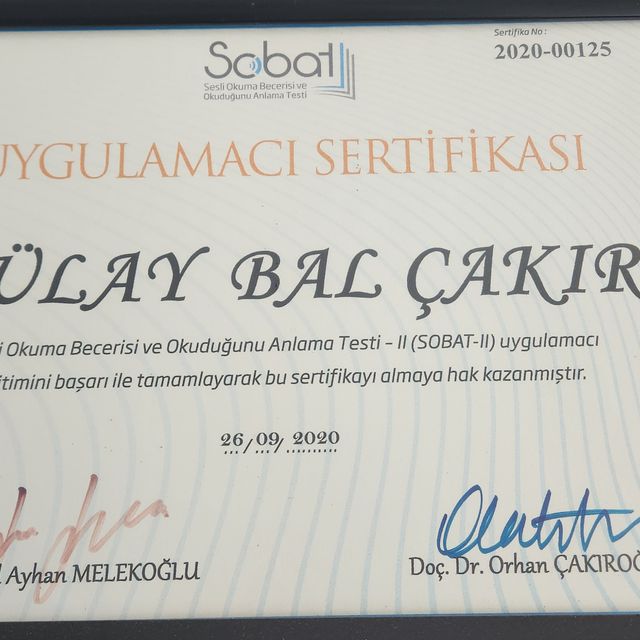 Sertifika No :
2020-00125
Sobat
Sesli Okuma Becerisi ve
Okuduğunu Anlama Testi
UYGULAMACI SERTİFİKASI
ÜLAY BAL ÇAKIR
i Okuma Becerisi ve Okuduğunu Anlama Testi - II (SOBAT-II) uygulamacı
itimini başarı ile tamamlayarak bu sertifikayı almaya hak kazanmıştır.
26/09/2020
Ayhan MELEKOĞLU
Doç. Dr. Orhan ÇAKIROĞ